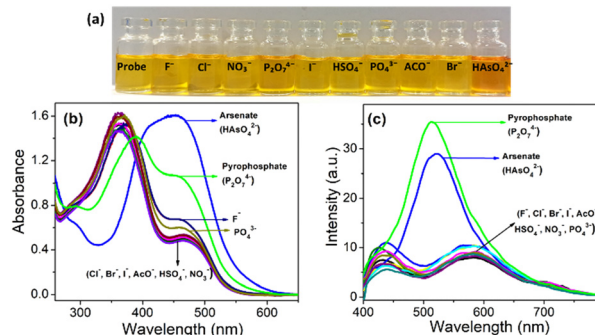 (a)
Probe F⁻ Cl⁻ NO₃⁻ P₂O₇⁴⁻ I⁻ HSO₄⁻ PO₄³⁻ ACO⁻ Br⁻ HAsO₄²⁻
(b)
Arsenate
(HAsO₄²⁻)
Pyrophosphate
(P₂O₇⁴⁻)
F⁻
PO₄³⁻
(Cl⁻, Br⁻, I⁻, AcO⁻, HSO₄⁻, NO₃⁻)
Absorbance
1.6
1.2
0.8
0.4
0.0
300 400 500 600
Wavelength (nm)
(c)
Pyrophosphate
(P₂O₇⁴⁻)
Arsenate
(HAsO₄²⁻)
(F⁻, Cl⁻, Br⁻, I⁻, AcO⁻
HSO₄⁻, NO₃⁻, PO₄³⁻)
Intensity (a.u.)
40
30
20
10
0
400 500 600 700
Wavelength (nm)